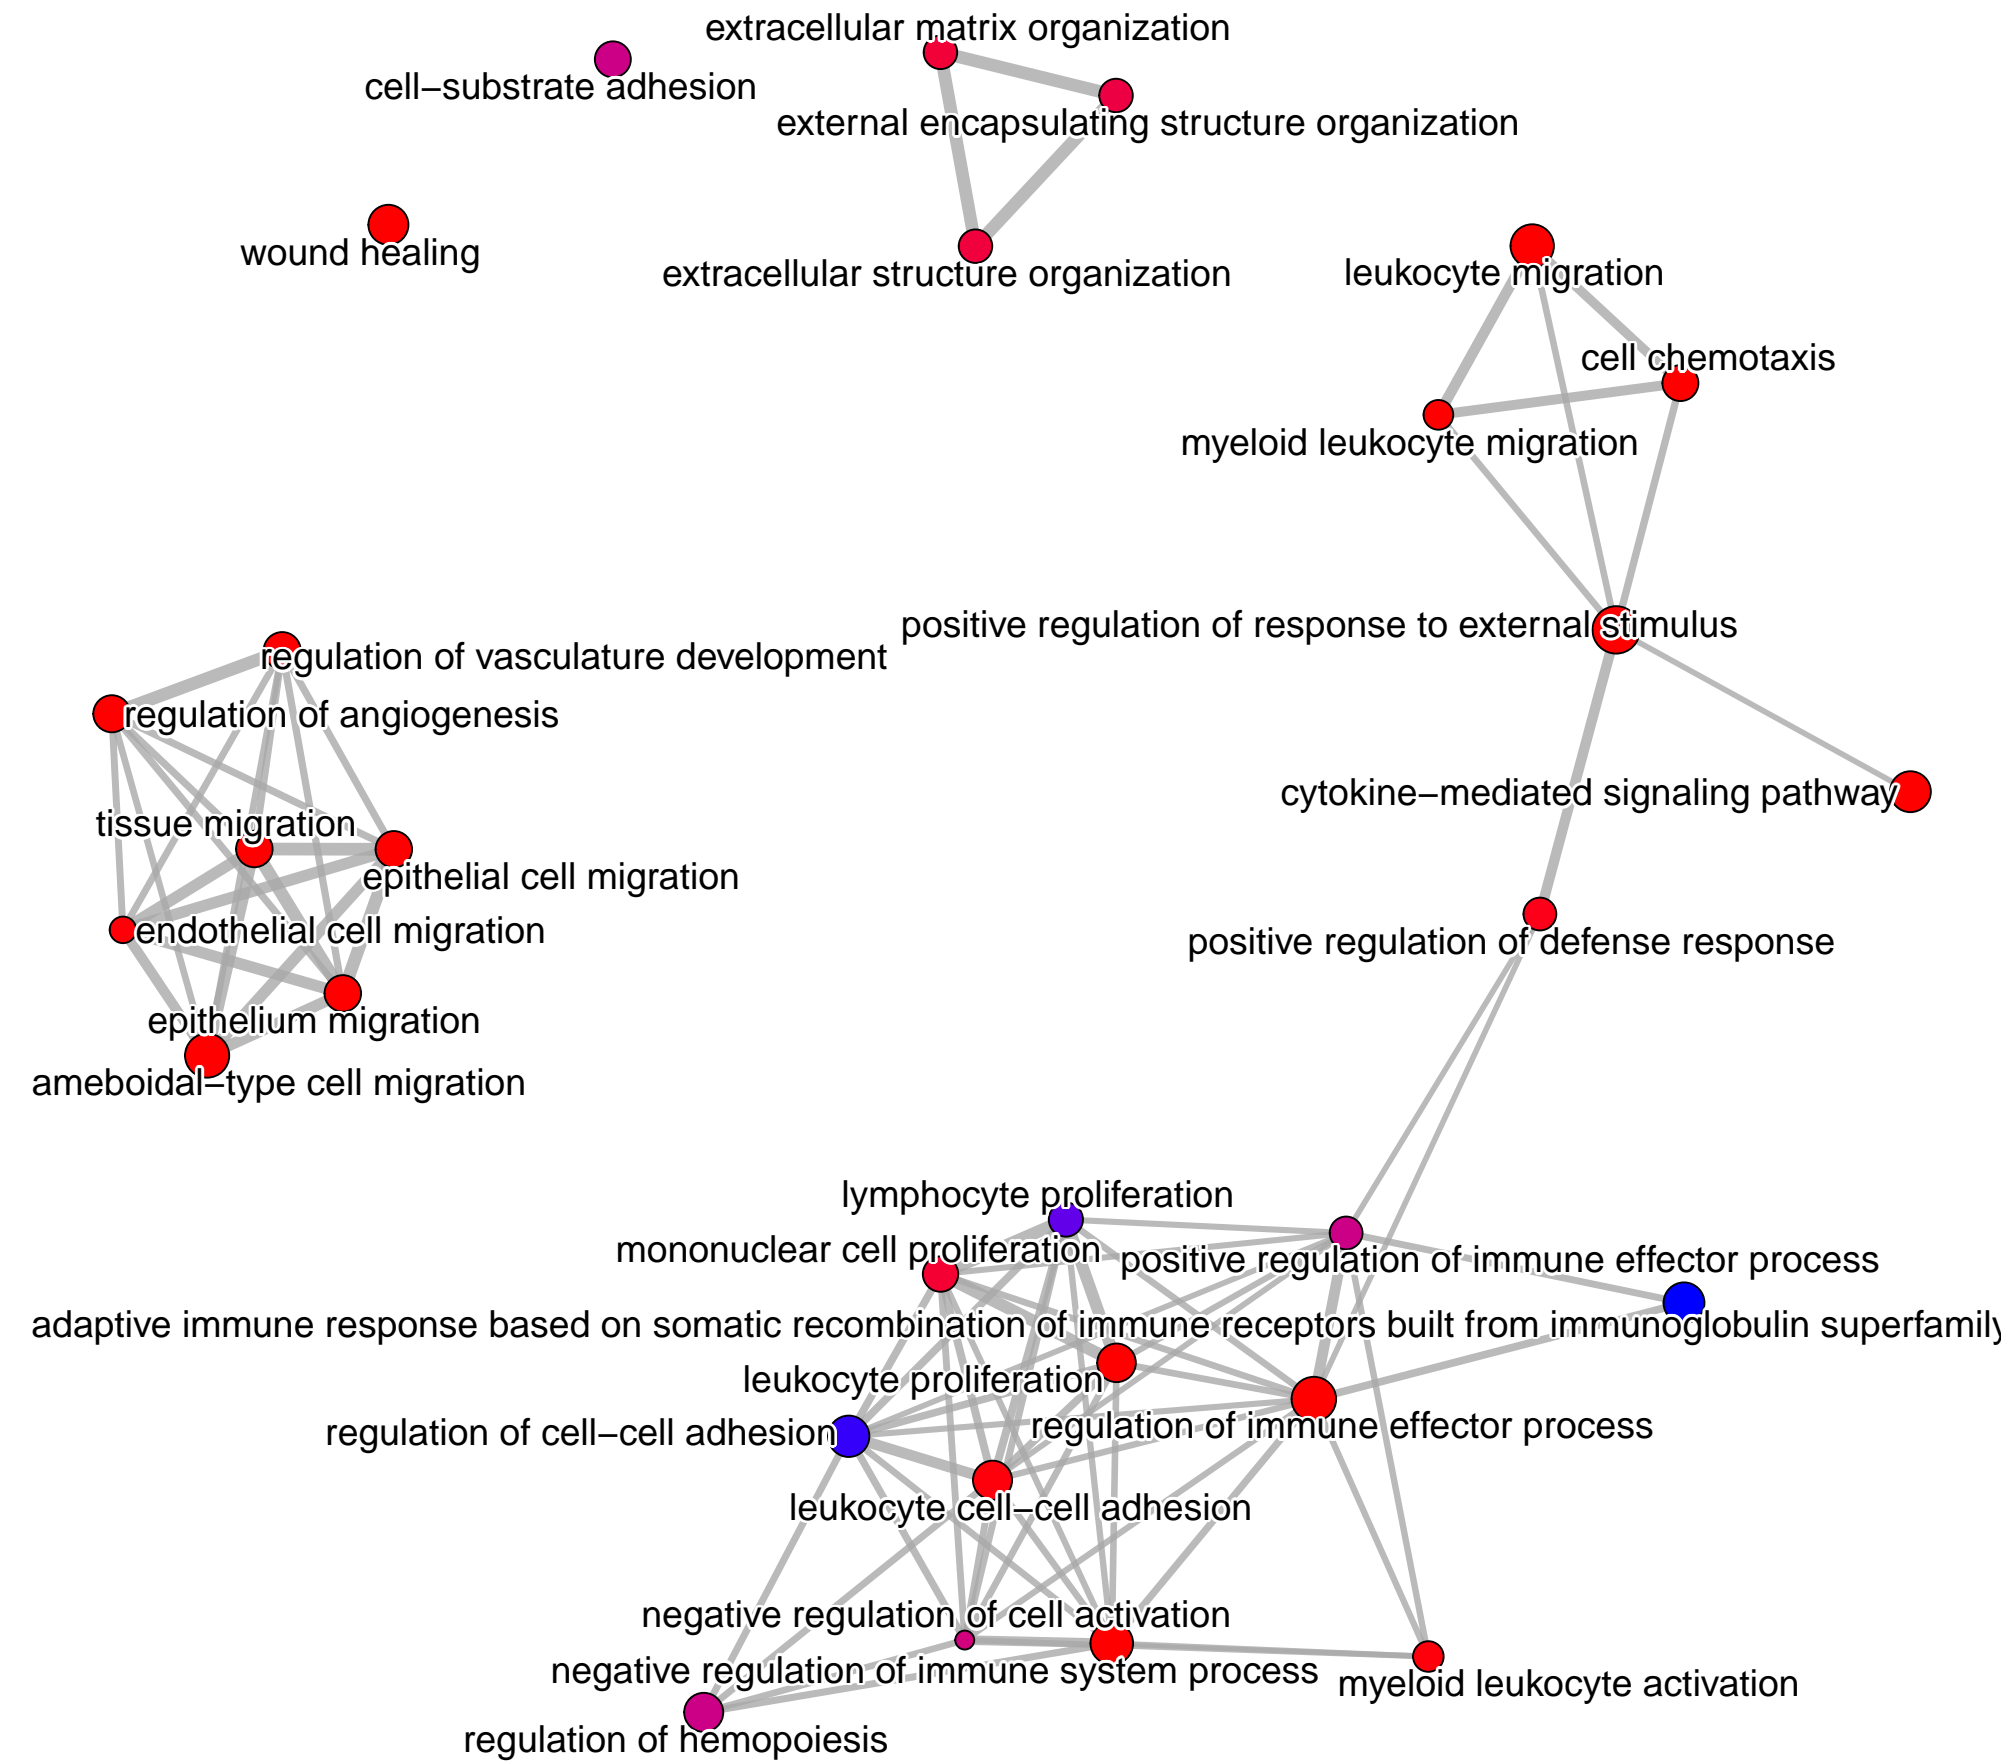 extracellular matrix organization
cell−substrate adhesion
external encapsulating structure organization
wound healing
extracellular structure organization
leukocyte migration
cell chemotaxis
myeloid leukocyte migration
positive regulation of response to external stimulus
regulation of vasculature development
regulation of angiogenesis
cytokine−mediated signaling pathway
tissue migration
epithelial cell migration
endothelial cell migration
positive regulation of defense response
epithelium migration
ameboidal−type cell migration
lymphocyte proliferation
mononuclear cell proliferation
positive regulation of immune effector process
adaptive immune response based on somatic recombination of immune receptors built from immunoglobulin superfamily
leukocyte proliferation
regulation of immune effector process
regulation of cell−cell adhesion
leukocyte cell−cell adhesion
negative regulation of cell activation
negative regulation of immune system process
myeloid leukocyte activation
regulation of hemopoiesis